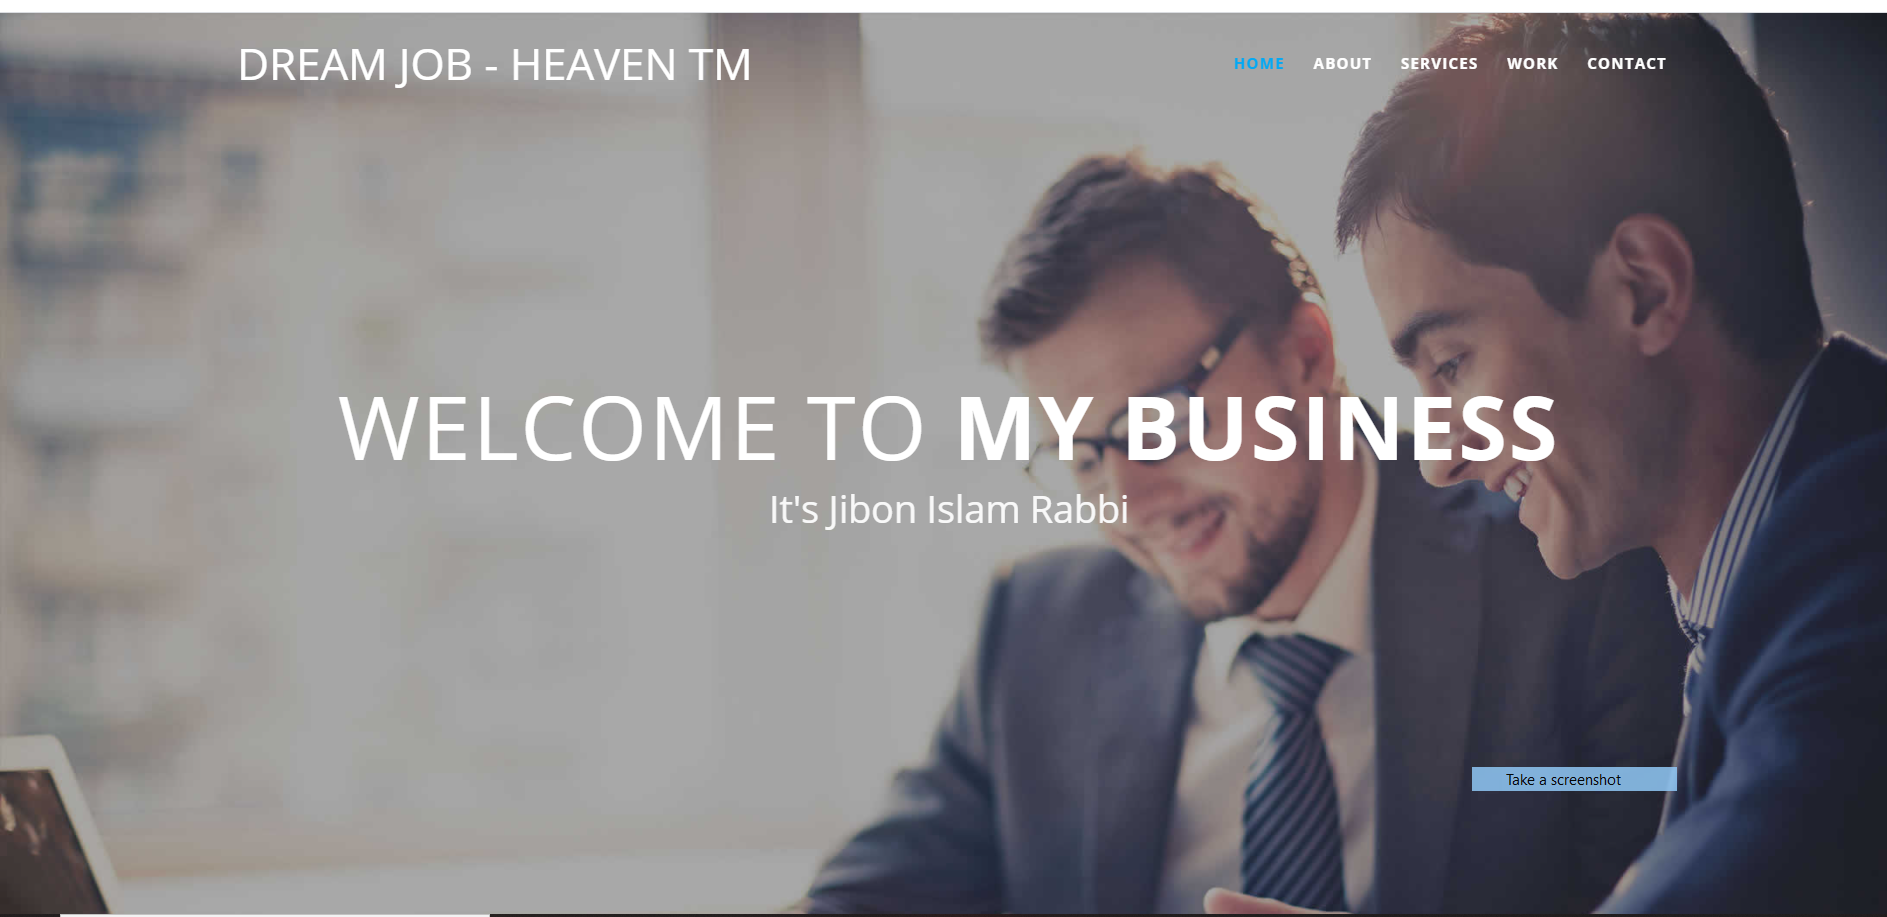 DREAM JOB - HEAVEN TM
HOME ABOUT SERVICES WORK CONTACT
WELCOME TO MY BUSINESS
It's Jibon Islam Rabbi
Take a screenshot